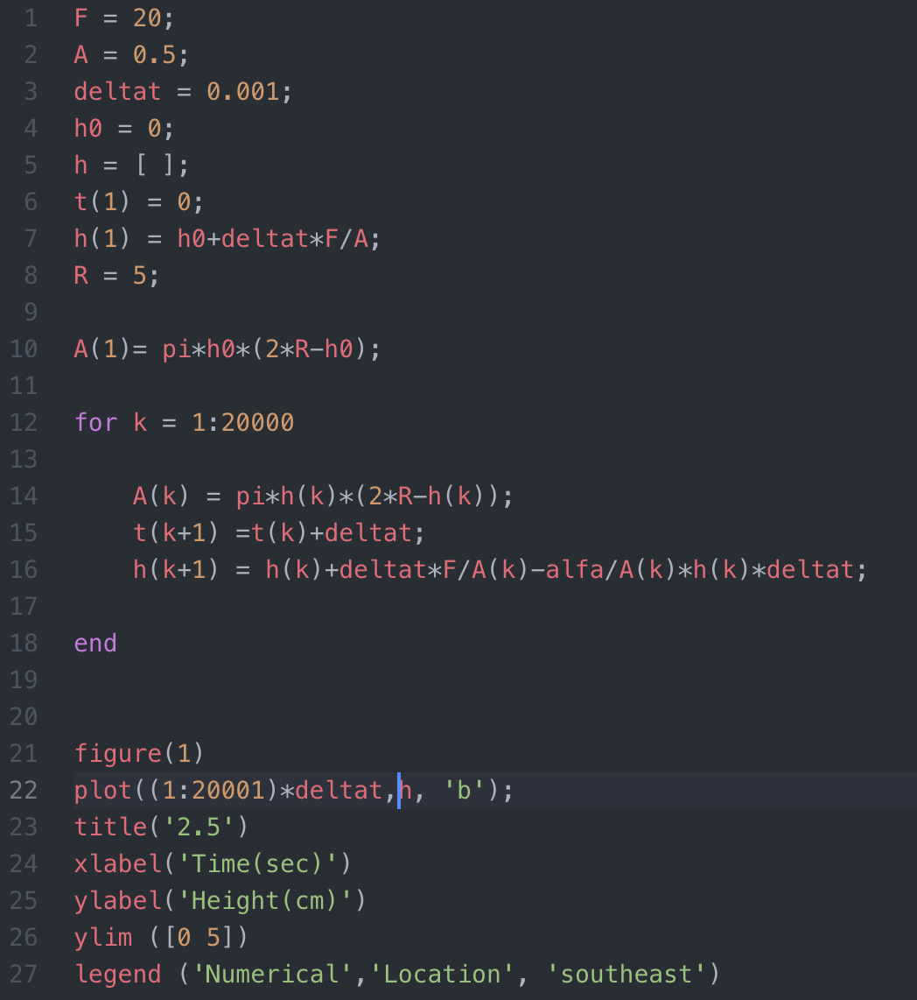 1 F = 20;
2 A = 0.5;
3 deltat = 0.001;
4 h0 = 0;
5 h = [ ];
6 t(1) = 0;
7 h(1) = h0+deltat*F/A;
8 R = 5;
9
10 A(1)= pi*h0*(2*R-h0);
11
12 for k = 1:20000
13
14     A(k) = pi*h(k)*(2*R-h(k));
15     t(k+1) =t(k)+deltat;
16     h(k+1) = h(k)+deltat*F/A(k)-alfa/A(k)*h(k)*deltat;
17
18 end
19
20
21 figure(1)
22 plot((1:20001)*deltat,h, 'b');
23 title('2.5')
24 xlabel('Time(sec)')
25 ylabel('Height(cm)')
26 ylim ([0 5])
27 legend ('Numerical','Location', 'southeast')